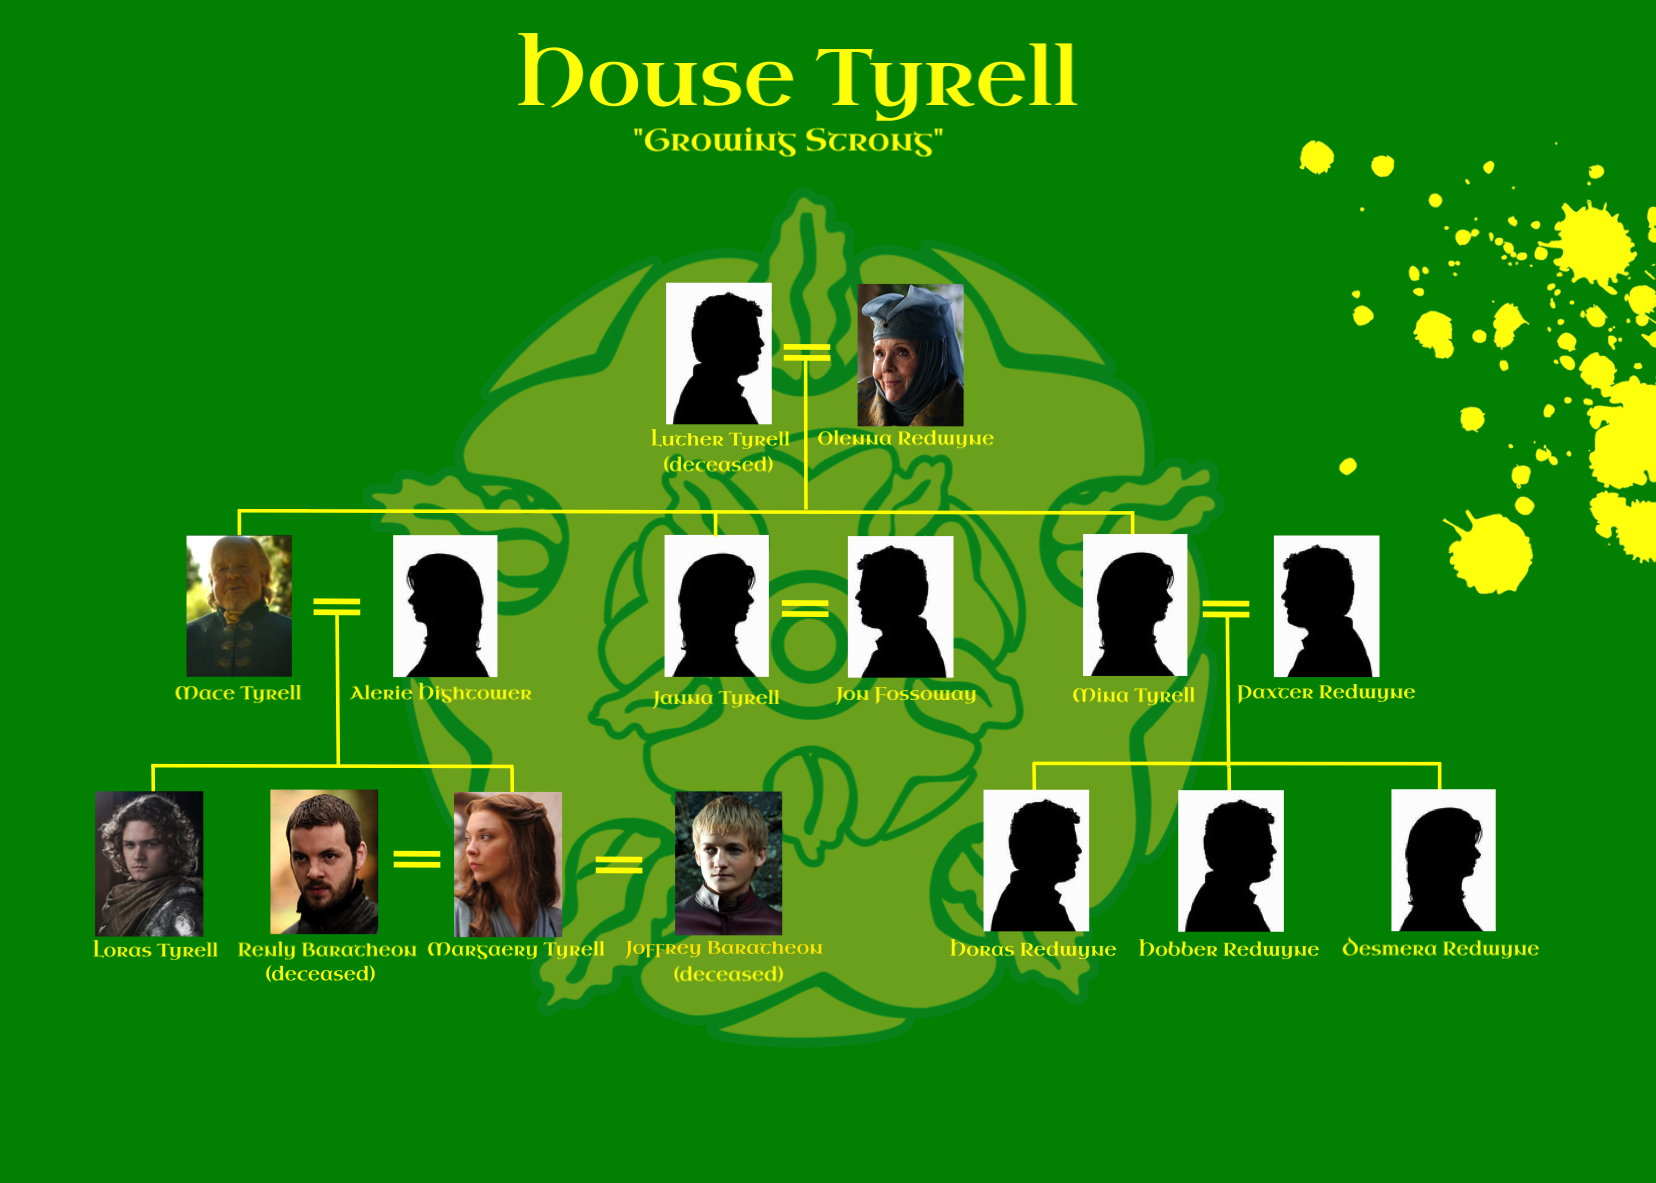 House Tyrell
"Growing Strong"
Luther Tyrell
(deceased)
Olenna Redwyne
Mace Tyrell
Alerie Hightower
Janna Tyrell
Jon Fossoway
Mina Tyrell
Paxter Redwyne
Loras Tyrell
Renly Baratheon
(deceased)
Margaery Tyrell
Joffrey Baratheon
(deceased)
Horas Redwyne
Hobber Redwyne
Desmera Redwyne